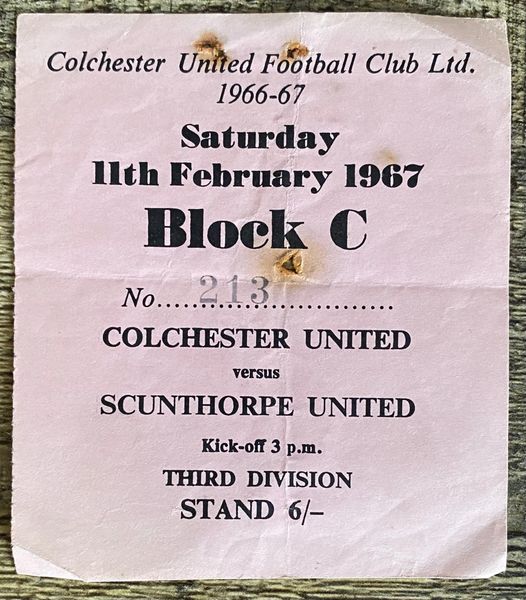 Colchester United Football Club Ltd.
1966-67
Saturday
11th February 1967
Block C
No.....213..................
COLCHESTER UNITED
versus
SCUNTHORPE UNITED
Kick-off 3 p.m.
THIRD DIVISION
STAND 6/–